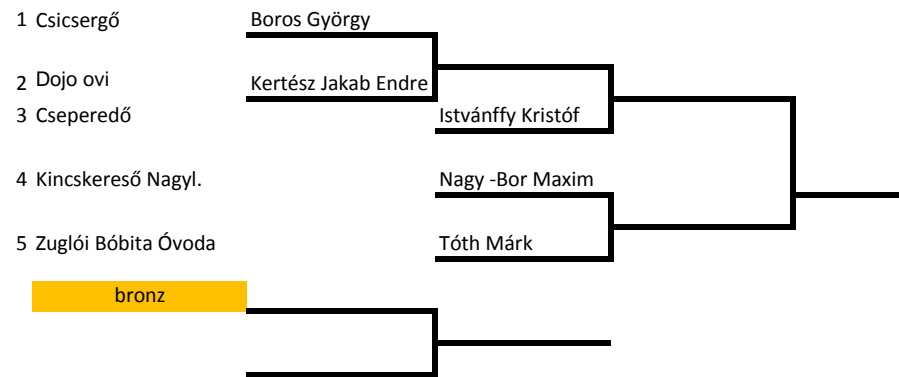 1 Csicsergő Boros György
2 Dojo ovi Kertész Jakab Endre
3 Cseperedő Istvánffy Kristóf
4 Kincskereső Nagyl. Nagy -Bor Maxim
5 Zuglói Bóbita Óvoda Tóth Márk
bronz